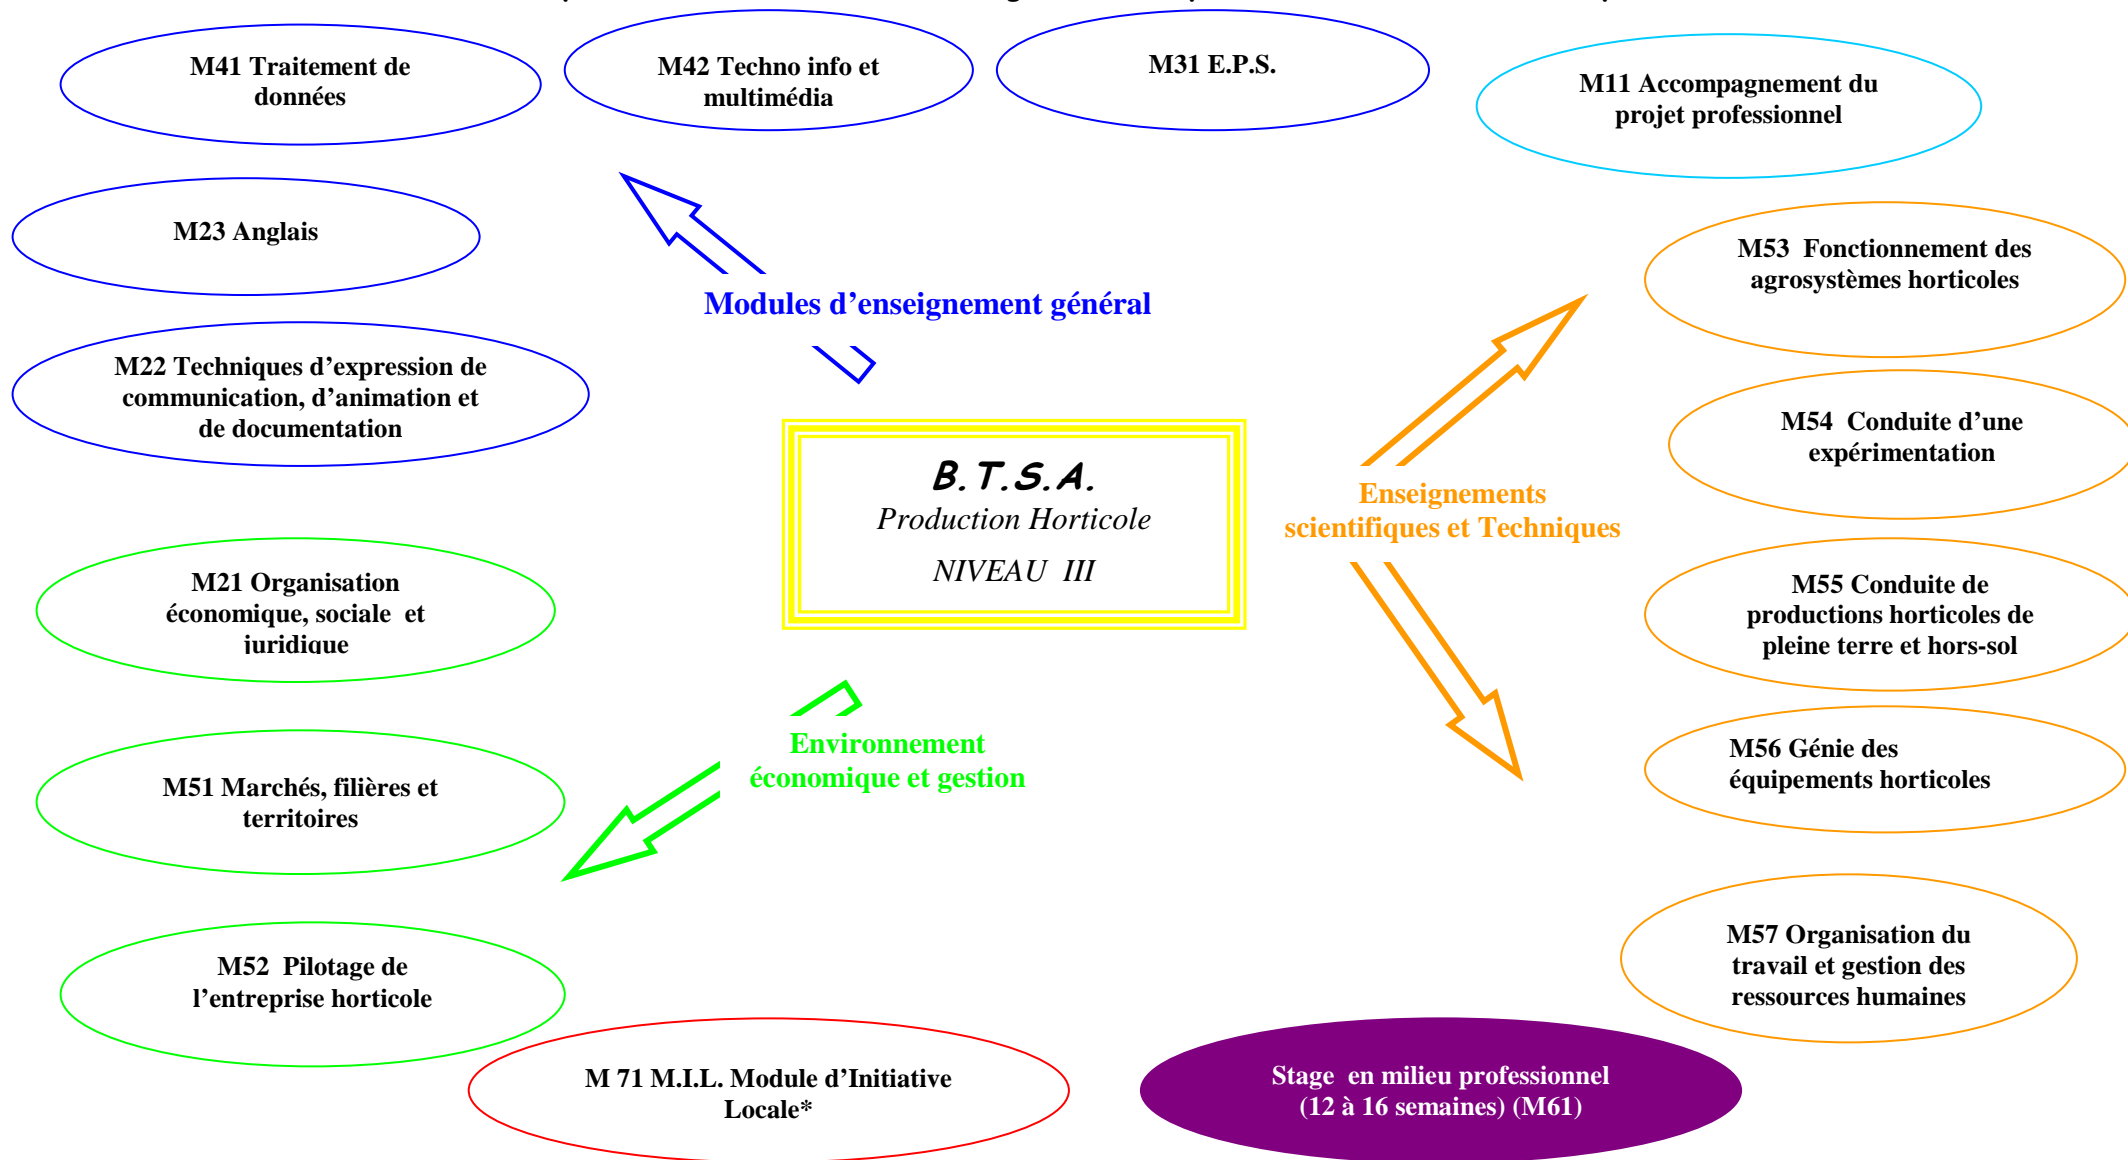 M41 Traitement de
données
M42 Techno info et
multimédia
M31 E.P.S.
M11 Accompagnement du
projet professionnel
M23 Anglais
M53  Fonctionnement des
agrosystèmes horticoles
Modules d’enseignement général
M22 Techniques d’expression de
communication, d’animation et
de documentation
M54  Conduite d’une
expérimentation
B.T.S.A.
Production Horticole
NIVEAU  III
Enseignements
scientifiques et Techniques
M21 Organisation
économique, sociale  et
juridique
M55 Conduite de
productions horticoles de
pleine terre et hors-sol
Environnement
économique et gestion
M51 Marchés, filières et
territoires
M56 Génie des
équipements horticoles
M52  Pilotage de
l’entreprise horticole
M57 Organisation du
travail et gestion des
ressources humaines
M 71 M.I.L. Module d’Initiative
Locale*
Stage  en milieu professionnel
(12 à 16 semaines) (M61)